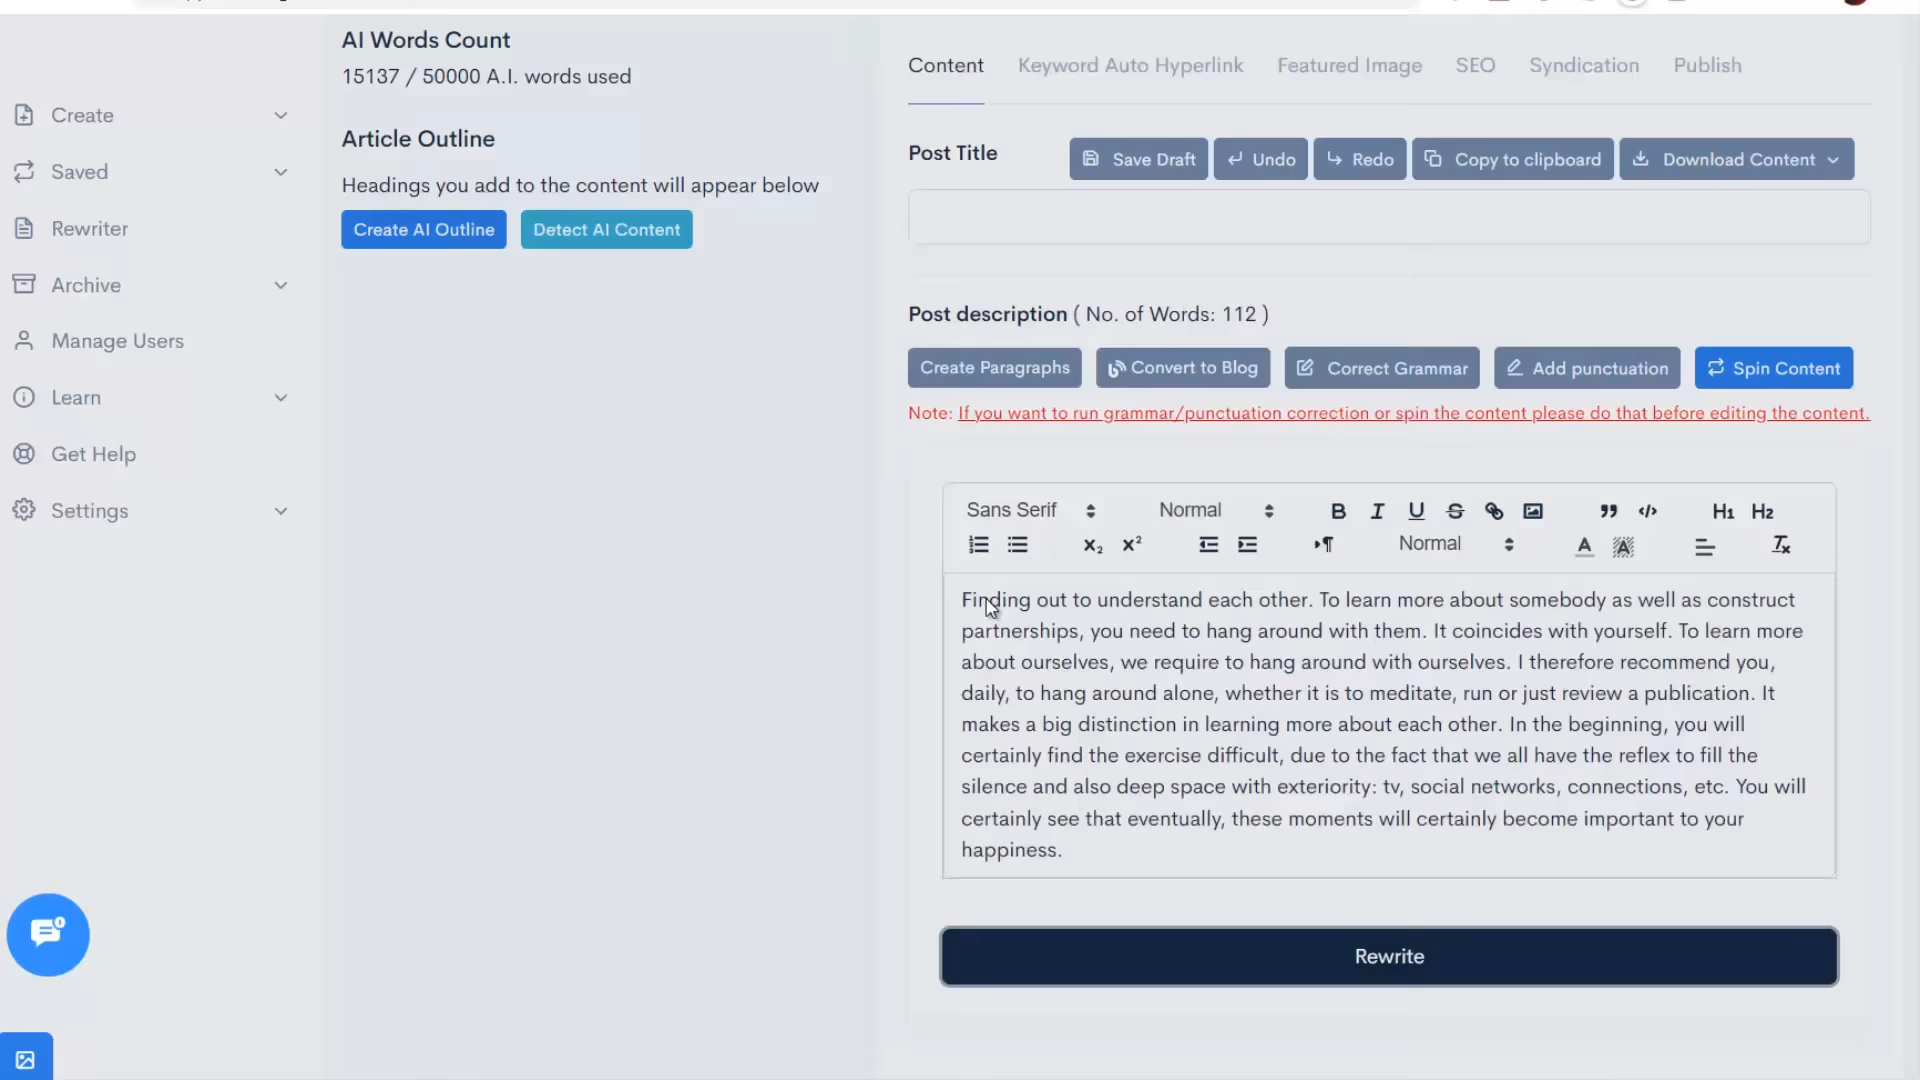 Create
Saved
Rewriter
Archive
Manage Users
Learn
Get Help
Settings
AI Words Count
15137 / 50000 A.I. words used
Article Outline
Headings you add to the content will appear below
Create AI Outline
Detect AI Content
Content
Keyword Auto Hyperlink
Featured Image
SEO
Syndication
Publish
Post Title
Save Draft
Undo
Redo
Copy to clipboard
Download Content
Post description ( No. of Words: 112 )
Create Paragraphs
Convert to Blog
Correct Grammar
Add punctuation
Spin Content
Note: If you want to run grammar/punctuation correction or spin the content please do that before editing the content.
Sans Serif
Normal
B I U S
H1 H2
X2 X2
Normal
A A
Tx
Finding out to understand each other. To learn more about somebody as well as construct
partnerships, you need to hang around with them. It coincides with yourself. To learn more
about ourselves, we require to hang around with ourselves. I therefore recommend you,
daily, to hang around alone, whether it is to meditate, run or just review a publication. It
makes a big distinction in learning more about each other. In the beginning, you will
certainly find the exercise difficult, due to the fact that we all have the reflex to fill the
silence and also deep space with exteriority: tv, social networks, connections, etc. You will
certainly see that eventually, these moments will certainly become important to your
happiness.
Rewrite